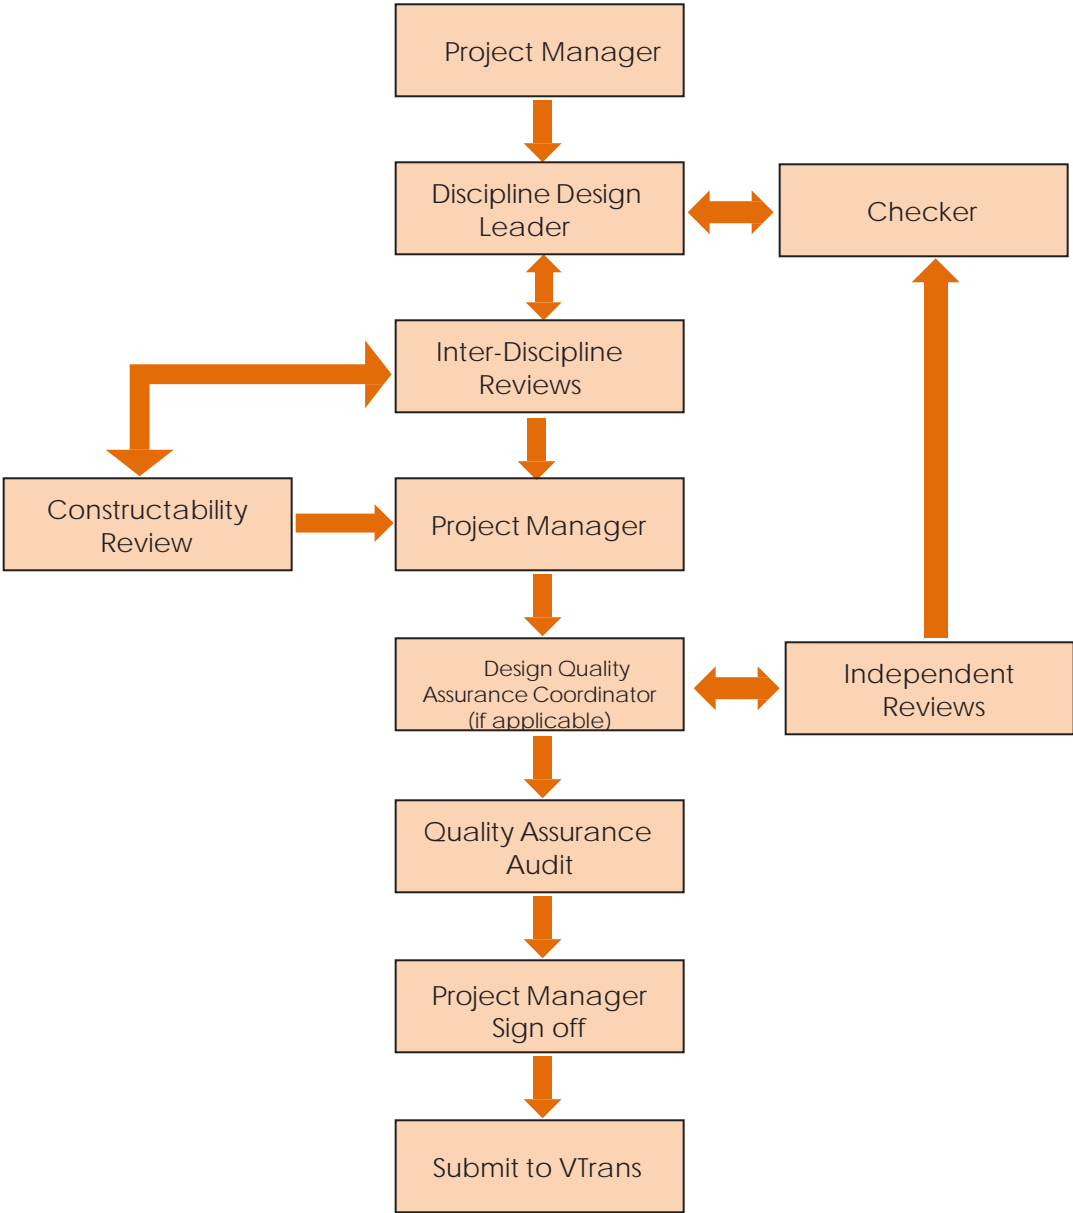 Project Manager
Discipline Design
Leader
Checker
Inter-Discipline
Reviews
Constructability
Review
Project Manager
Design Quality
Assurance Coordinator
(if applicable)
Independent
Reviews
Quality Assurance
Audit
Project Manager
Sign off
Submit to VTrans